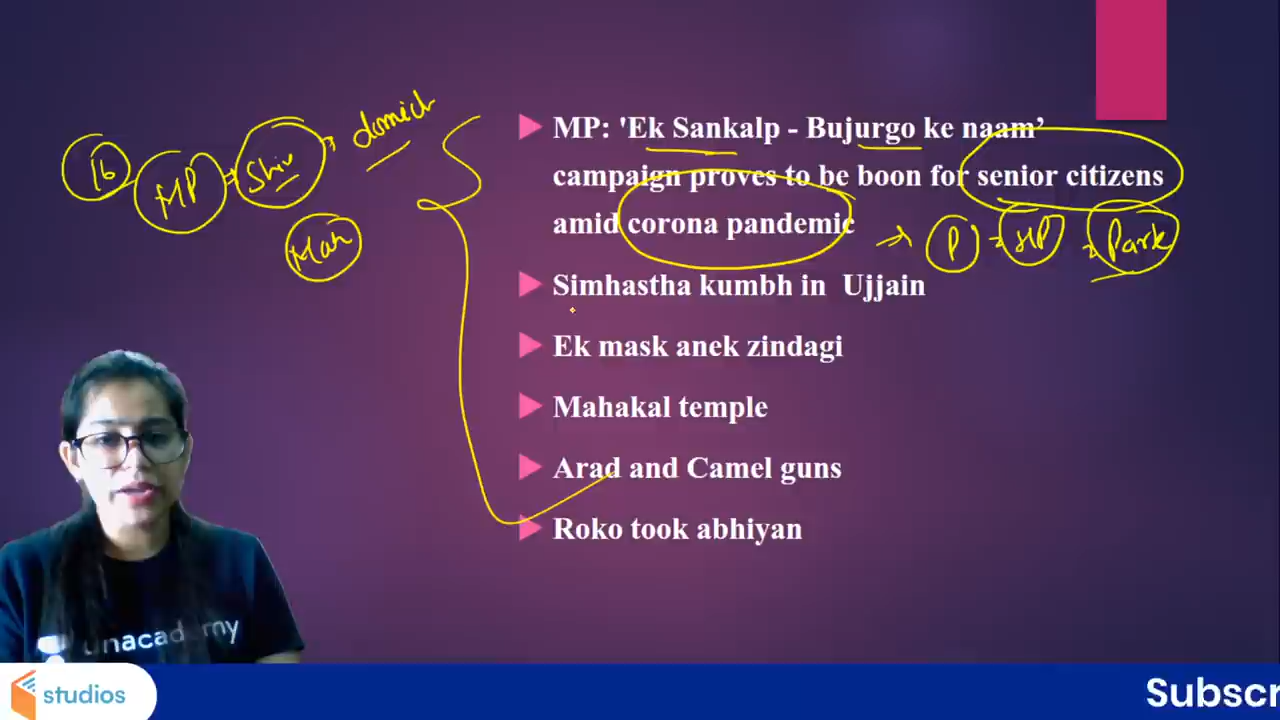 MP: 'Ek Sankalp - Bujurgo ke naam'
campaign proves to be boon for senior citizens
amid corona pandemic
Simhastha kumbh in Ujjain
Ek mask anek zindagi
Mahakal temple
Arad and Camel guns
Roko took abhiyan
16 MP Shiv domicil
Mah
P MP Park
unacademy
studios
Subscr